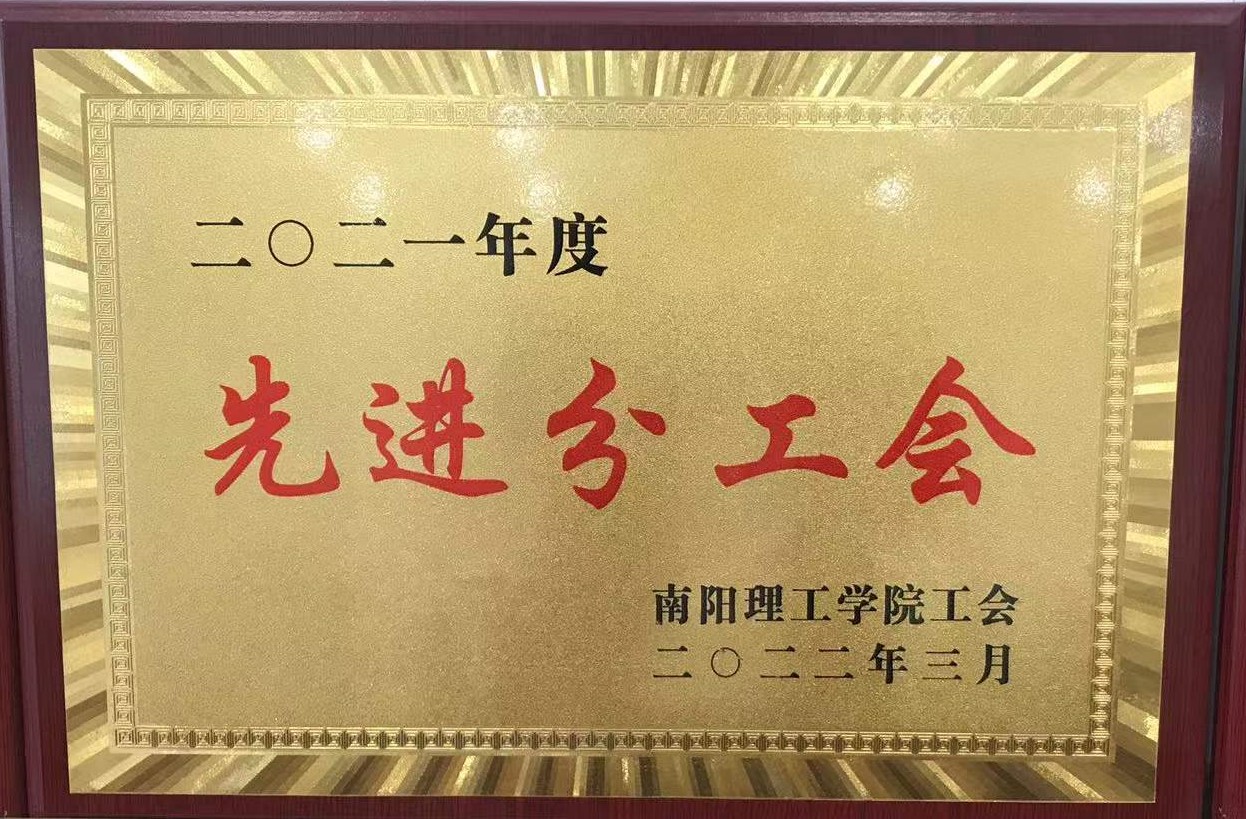 二〇二一年度
先进分工会
南阳理工学院工会
二〇二二年三月